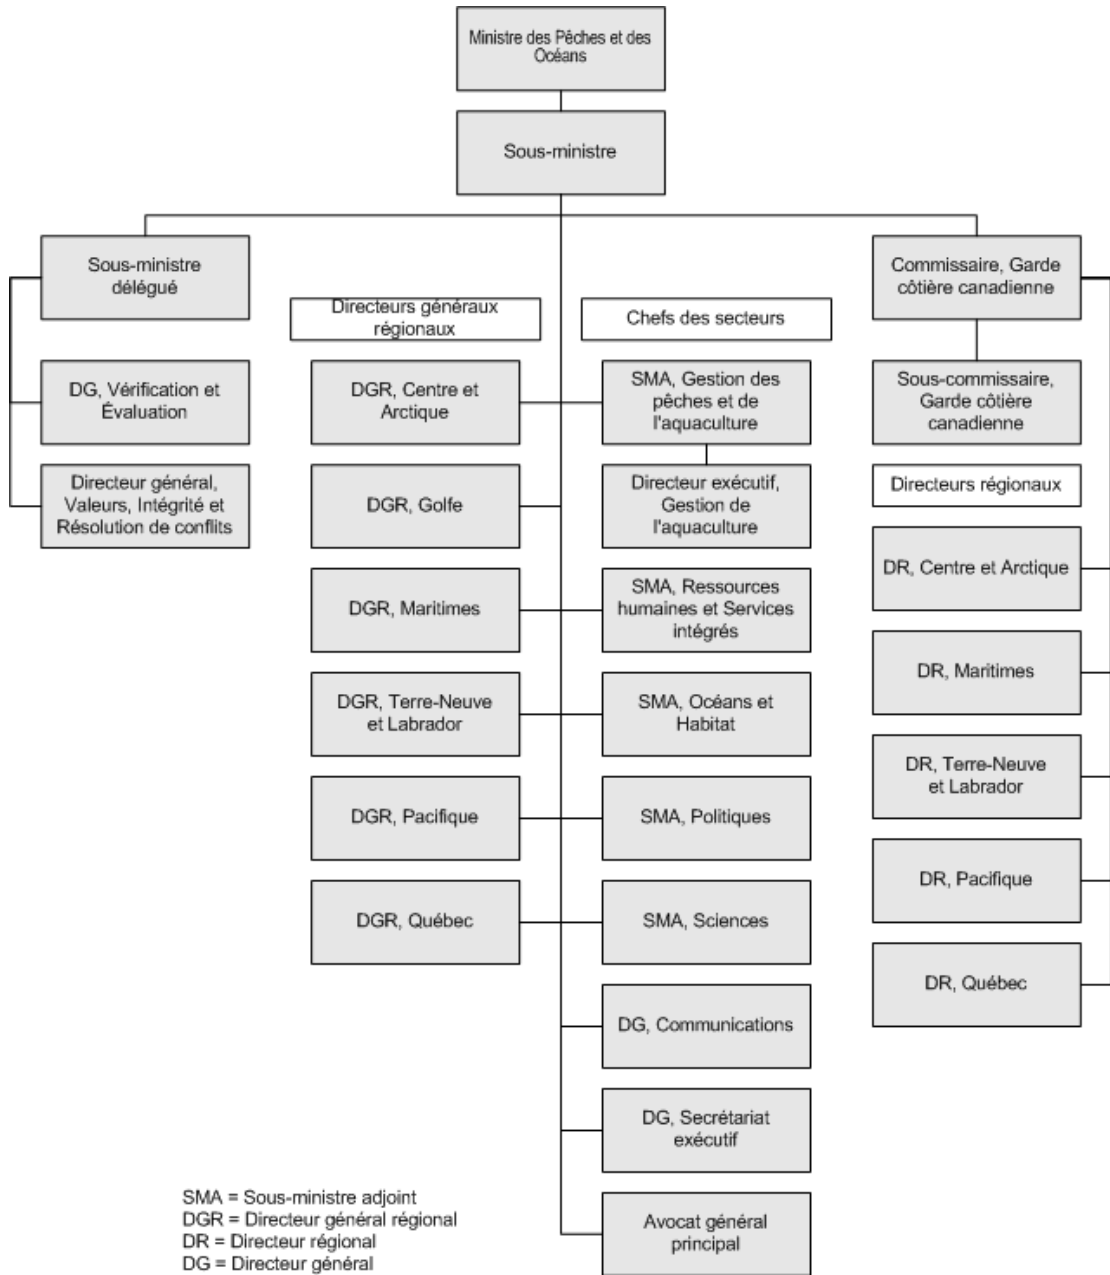 Ministre des Pêches et des
Océans
Sous-ministre
Sous-ministre
délégué
DG, Vérification et
Évaluation
Directeur général,
Valeurs, Intégrité et
Résolution de conflits
Directeurs généraux
régionaux
DGR, Centre et
Arctique
DGR, Golfe
DGR, Maritimes
DGR, Terre-Neuve
et Labrador
DGR, Pacifique
DGR, Québec
Chefs des secteurs
SMA, Gestion des
pêches et de
l'aquaculture
Directeur exécutif,
Gestion de
l'aquaculture
SMA, Ressources
humaines et Services
intégrés
SMA, Océans et
Habitat
SMA, Politiques
SMA, Sciences
DG, Communications
DG, Secrétariat
exécutif
Avocat général
principal
Commissaire, Garde
côtière canadienne
Sous-commissaire,
Garde côtière
canadienne
Directeurs régionaux
DR, Centre et Arctique
DR, Maritimes
DR, Terre-Neuve
et Labrador
DR, Pacifique
DR, Québec
SMA = Sous-ministre adjoint
DGR = Directeur général régional
DR = Directeur régional
DG = Directeur général